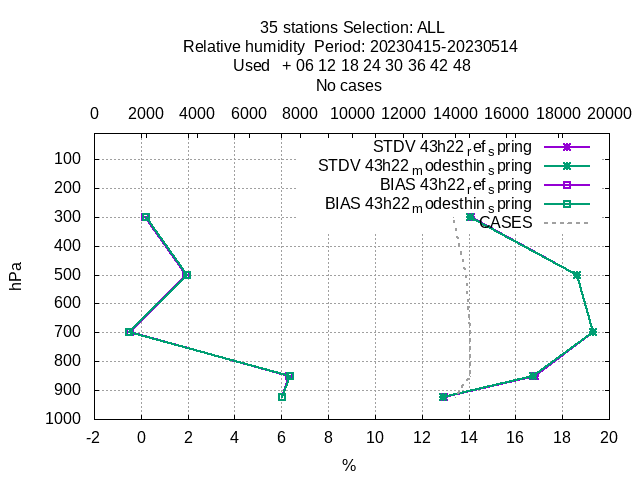 35 stations Selection: ALL
Relative humidity  Period: 20230415-20230514
Used   + 06 12 18 24 30 36 42 48
No cases
0 2000 4000 6000 8000 10000 12000 14000 16000 18000 20000
STDV 43h22_ref_spring
STDV 43h22_modesthin_spring
BIAS 43h22_ref_spring
BIAS 43h22_modesthin_spring
CASES
100
200
300
400
500
600
700
800
900
1000
hPa
-2 0 2 4 6 8 10 12 14 16 18 20
%